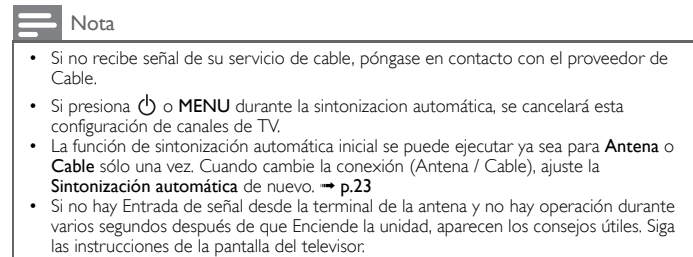 Nota
• Si no recibe señal de su servicio de cable, póngase en contacto con el proveedor de
Cable.
• Si presiona ⏻ o MENU durante la sintonizacion automática, se cancelará esta
configuración de canales de TV.
• La función de sintonización automática inicial se puede ejecutar ya sea para Antena o
Cable sólo una vez. Cuando cambie la conexión (Antena / Cable), ajuste la
Sintonización automática de nuevo. ➟ p.23
• Si no hay Entrada de señal desde la terminal de la antena y no hay operación durante
varios segundos después de que Enciende la unidad, aparecen los consejos útiles. Siga
las instrucciones de la pantalla del televisor.